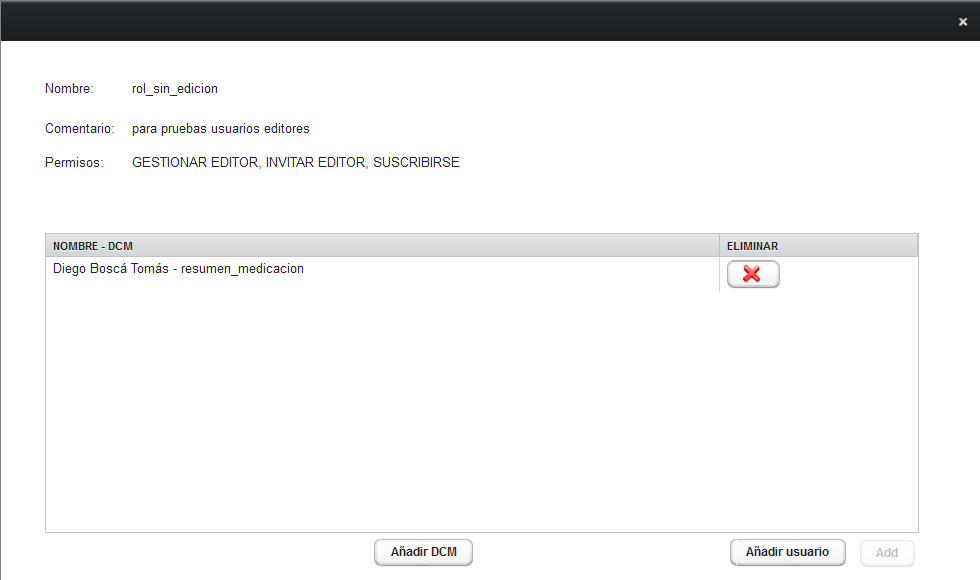 Nombre: rol_sin_edicion
Comentario: para pruebas usuarios editores
Permisos: GESTIONAR EDITOR, INVITAR EDITOR, SUSCRIBIRSE
NOMBRE - DCM ELIMINAR
Diego Boscá Tomás - resumen_medicacion
Añadir DCM Añadir usuario Add